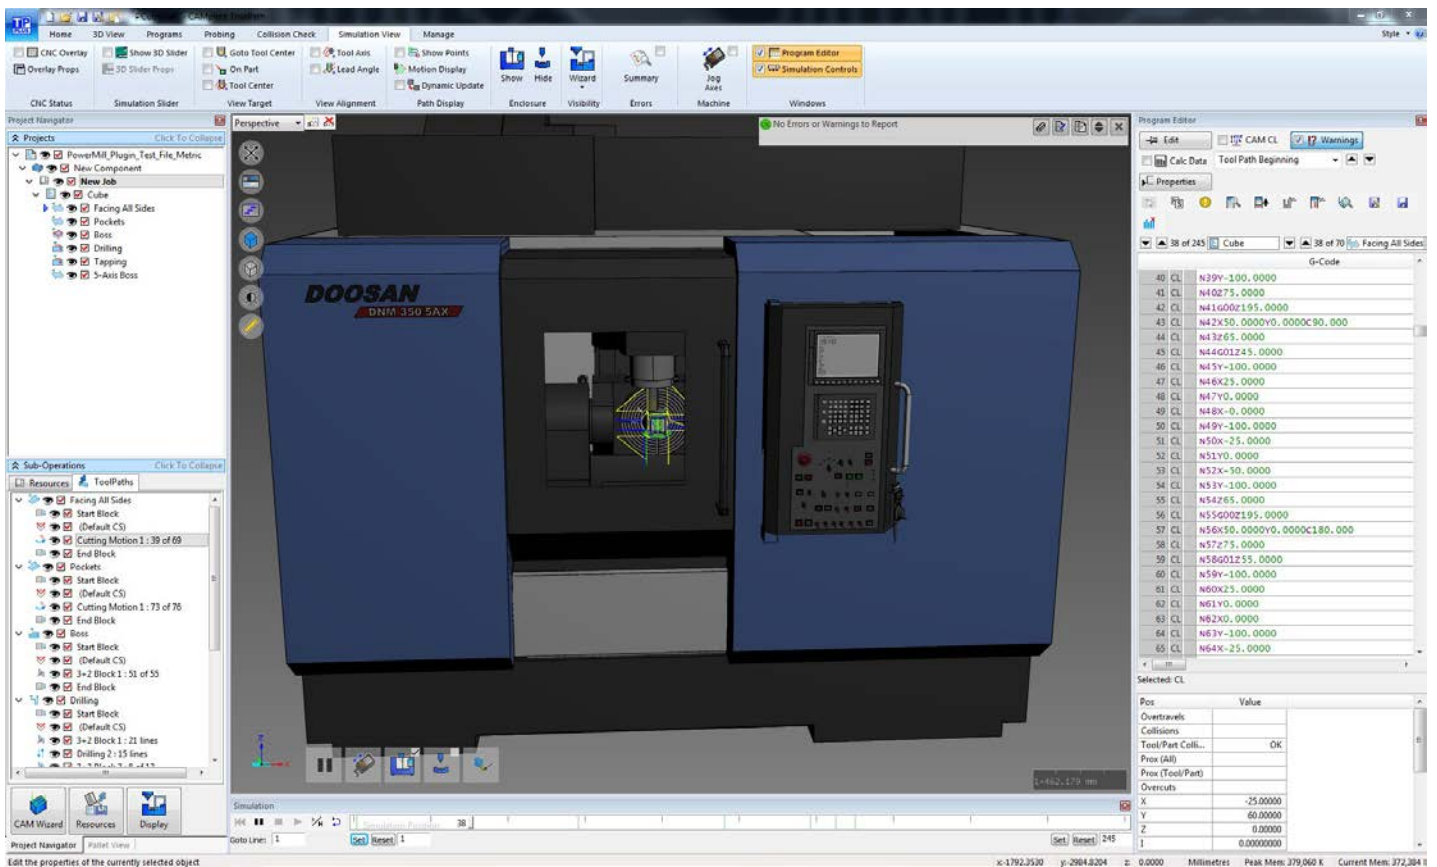 TP
PLUS
Home 3D View Programs Probing Collision Check Simulation View Manage
Style
CNC Overlay Show 3D Slider Goto Tool Center Tool Axis Show Points Program Editor
Overlay Props 3D Slider Props On Part Lead Angle Motion Display Show Hide Wizard Summary Jog Axes Simulation Controls
Tool Center Dynamic Update
CNC Status Simulation Slider View Target View Alignment Path Display Enclosure Visibility Errors Machine Windows
Project Navigator
Projects Click To Collapse
PowerMill_Plugin_Test_File_Metric
New Component
New Job
Cube
Facing All Sides
Pockets
Boss
Drilling
Tapping
5-Axis Boss
Sub-Operations Click To Collapse
Resources ToolPaths
Facing All Sides
Start Block
(Default CS)
Cutting Motion 1 : 39 of 69
End Block
Pockets
Start Block
(Default CS)
Cutting Motion 1 : 73 of 76
End Block
Boss
Start Block
(Default CS)
3+2 Block 1 : 51 of 55
End Block
Drilling
Start Block
(Default CS)
3+2 Block 1 : 21 lines
Drilling 2 : 15 lines
CAM Wizard Resources Display
Project Navigator Pallet View
Edit the properties of the currently selected object
Perspective
No Errors or Warnings to Report
DOOSAN
DNM 350 5AX
Z
X
Simulation
Simulation Position 38
Goto Line: 1 Set Reset 1 Set Reset 245
Program Editor
Edit CAM CL Warnings
Calc Data Tool Path Beginning
Properties
38 of 245 Cube 38 of 70 Facing All Sides
G-Code
40 CL N39Y-100.0000
41 CL N40Z75.0000
42 CL N41G00Z195.0000
43 CL N42X50.0000Y0.0000C90.000
44 CL N43Z65.0000
45 CL N44G01Z45.0000
46 CL N45Y-100.0000
47 CL N46X25.0000
48 CL N47Y0.0000
49 CL N48X-0.0000
50 CL N49Y-100.0000
51 CL N50X-25.0000
52 CL N51Y0.0000
53 CL N52X-50.0000
54 CL N53Y-100.0000
55 CL N54Z65.0000
56 CL N55G00Z195.0000
57 CL N56X50.0000Y0.0000C180.000
58 CL N57Z75.0000
59 CL N58G01Z55.0000
60 CL N59Y-100.0000
61 CL N60X25.0000
62 CL N61Y0.0000
63 CL N62X0.0000
64 CL N63Y-100.0000
65 CL N64X-25.0000
Selected: CL
Pos Value
Overtravels
Collisions
Tool/Part Colli... OK
Prox (All)
Prox (Tool/Part)
Overcuts
X -25.00000
Y 60.00000
Z 0.00000
I 0.00000000
x:-1792.3530 y:-2984.8204 z: 0.0000 Millimetres Peak Mem: 379,060 K Current Mem: 372,384